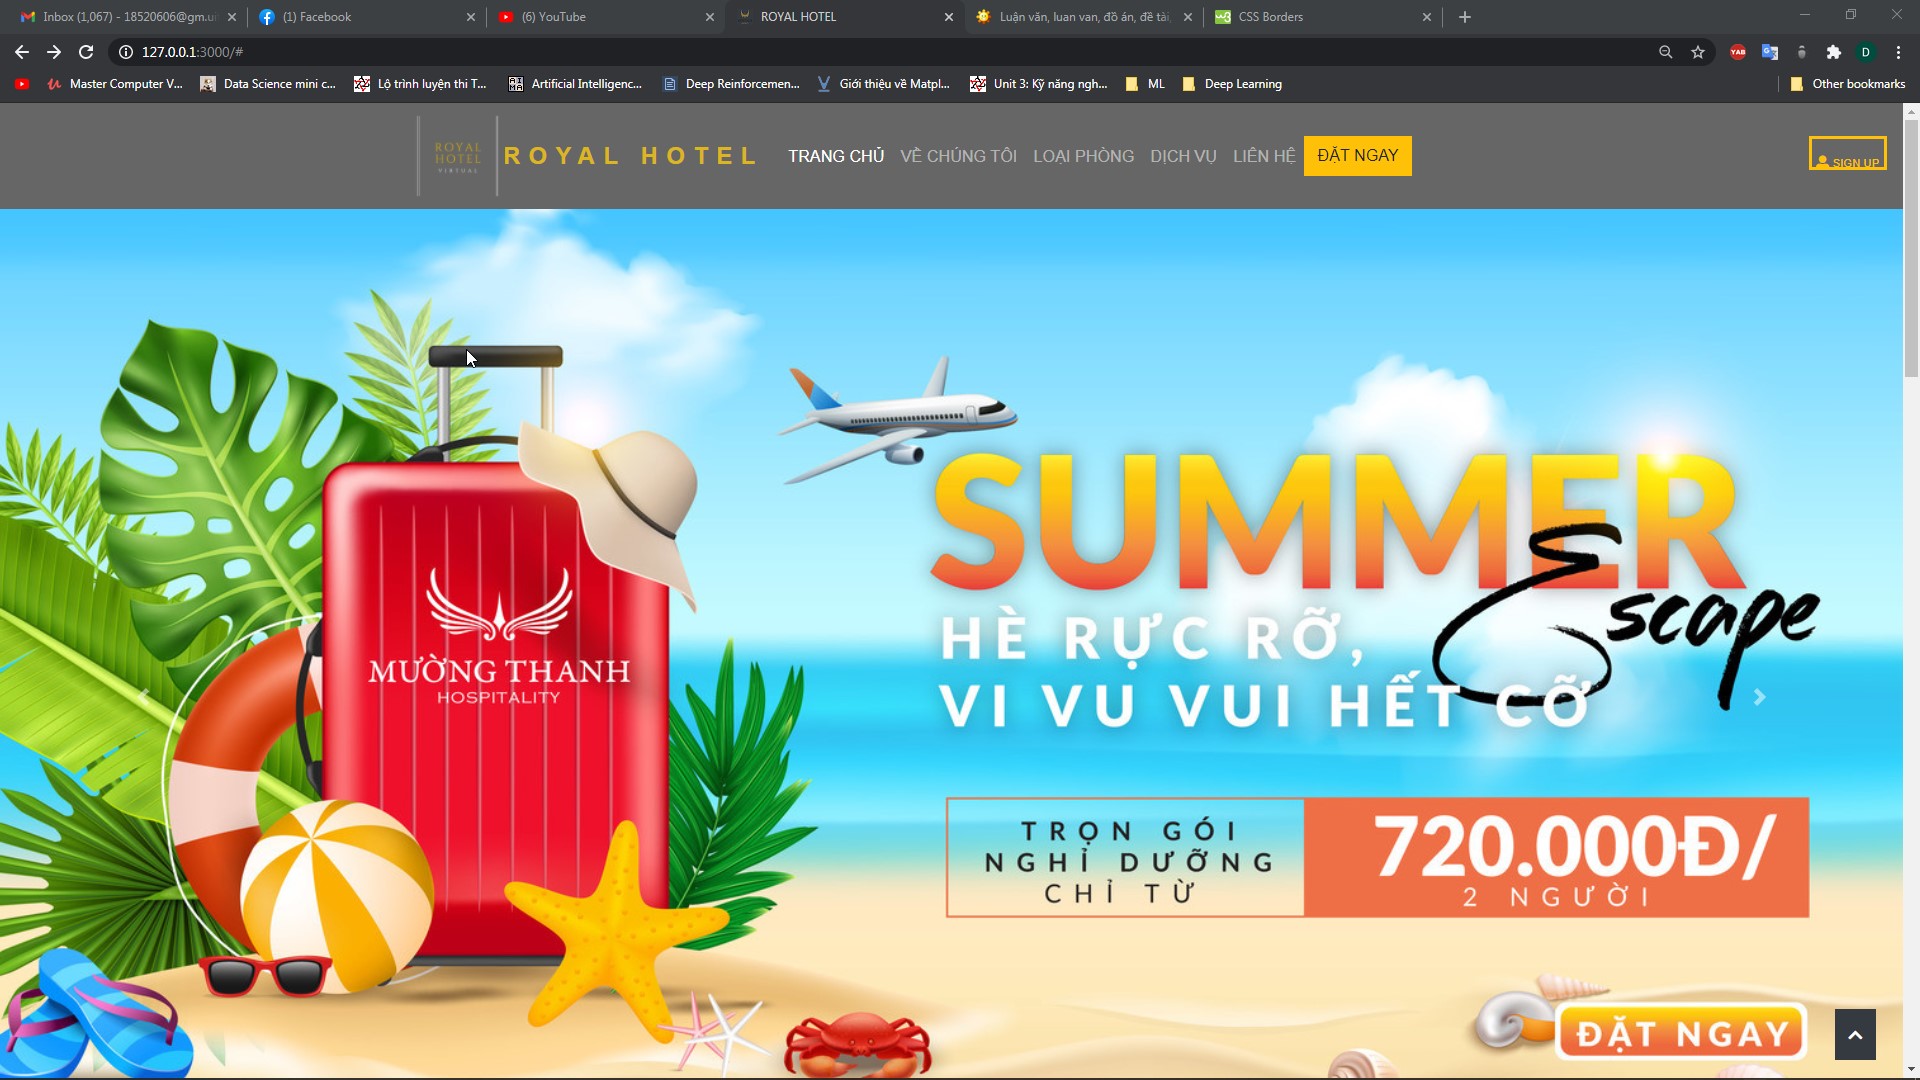 Inbox (1,067) - 18520606@gm.ui
(1) Facebook
(6) YouTube
ROYAL HOTEL
Luận văn, luan van, đồ án, đề tài,
CSS Borders
127.0.0.1:3000/#
YAB
D
Master Computer V...
Data Science mini c...
Lộ trình luyện thi T...
Artificial Intelligenc...
Deep Reinforcemen...
Giới thiệu về Matpl...
Unit 3: Kỹ năng ngh...
ML
Deep Learning
Other bookmarks
ROYAL
HOTEL
VIRTUAL
ROYAL HOTEL
TRANG CHỦ
VỀ CHÚNG TÔI
LOẠI PHÒNG
DỊCH VỤ
LIÊN HỆ
ĐẶT NGAY
SIGN UP
SUMMER
Escape
HÈ RỰC RỠ,
VI VU VUI HẾT CỠ
MƯỜNG THANH
HOSPITALITY
TRỌN GÓI
NGHỈ DƯỠNG
CHỈ TỪ
720.000Đ/
2 NGƯỜI
ĐẶT NGAY